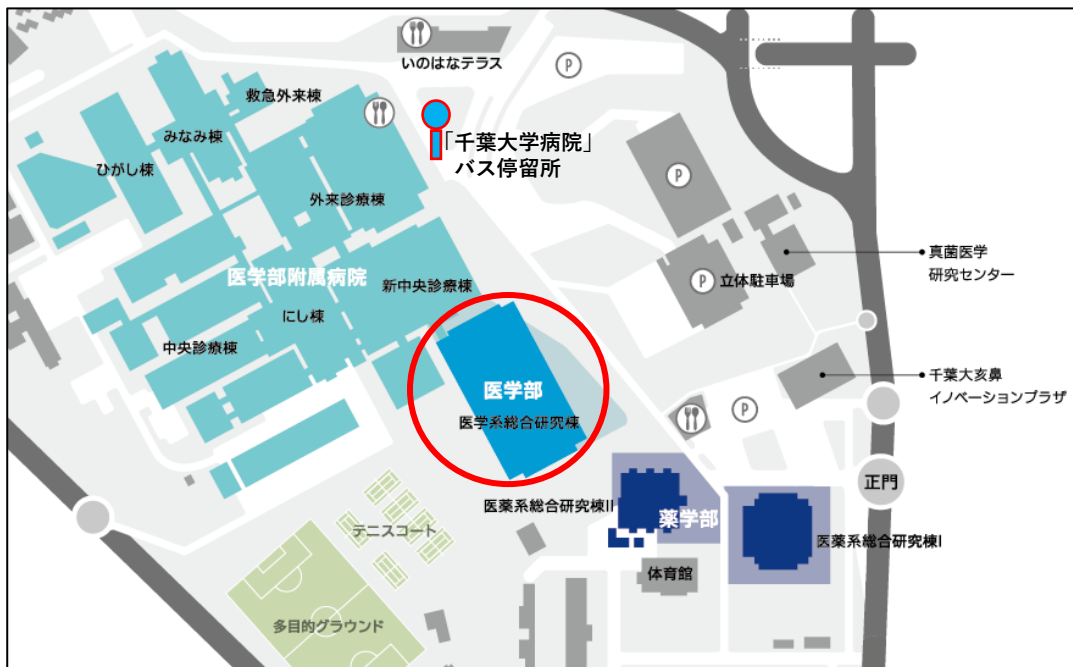 いのはなテラス
P
救急外来棟
「千葉大学病院」
バス停留所
みなみ棟
ひがし棟
P
外来診療棟
真菌医学
研究センター
医学部附属病院
新中央診療棟
P
立体駐車場
にし棟
中央診療棟
千葉大亥鼻
イノベーションプラザ
医学部
医学系総合研究棟
P
正門
医薬系総合研究棟II
薬学部
テニスコート
医薬系総合研究棟I
体育館
多目的グラウンド